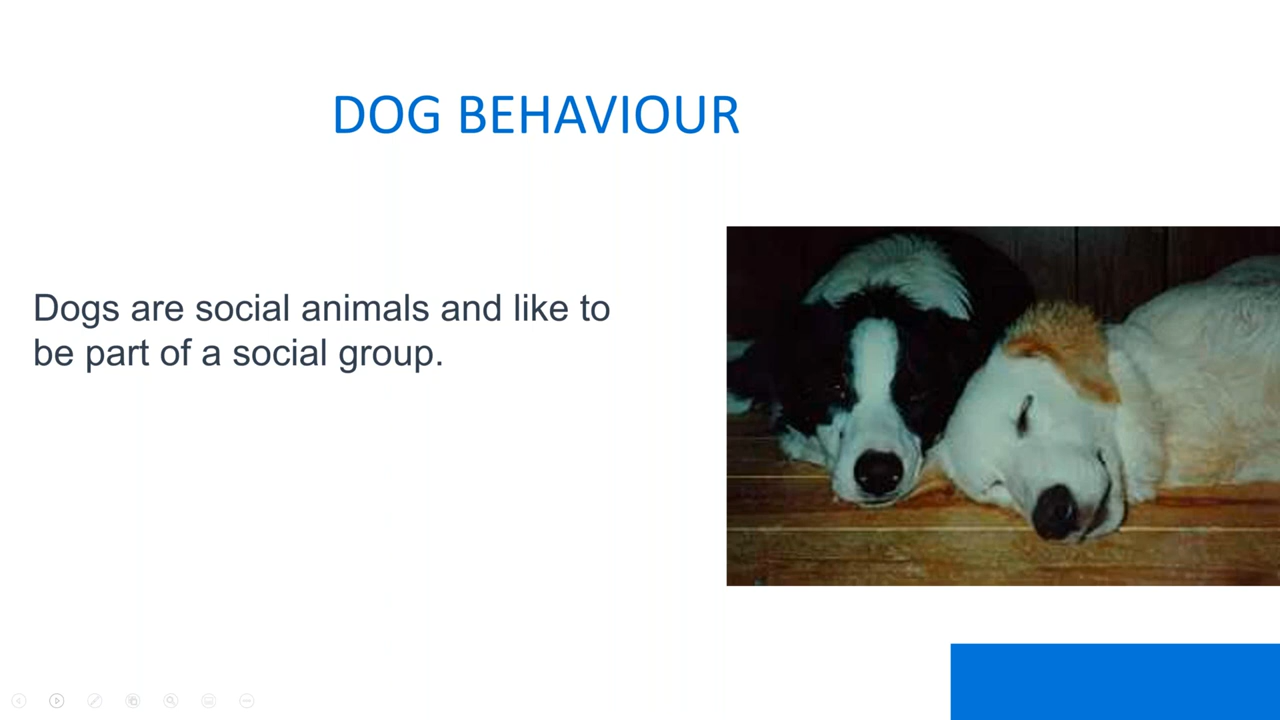 DOG BEHAVIOUR
Dogs are social animals and like to
be part of a social group.